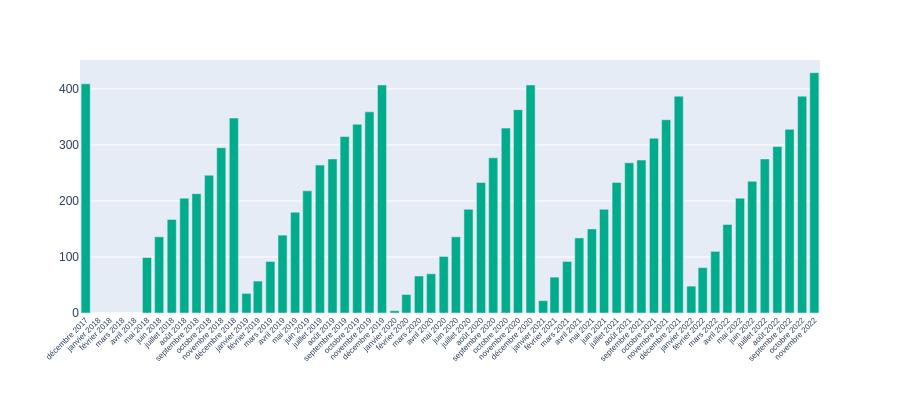 400
300
200
100
0
décembre 2017
janvier 2018
février 2018
mars 2018
avril 2018
mai 2018
juin 2018
juillet 2018
août 2018
septembre 2018
octobre 2018
novembre 2018
décembre 2018
janvier 2019
février 2019
mars 2019
avril 2019
mai 2019
juin 2019
juillet 2019
août 2019
septembre 2019
octobre 2019
novembre 2019
décembre 2019
janvier 2020
février 2020
mars 2020
avril 2020
mai 2020
juin 2020
juillet 2020
août 2020
septembre 2020
octobre 2020
novembre 2020
décembre 2020
janvier 2021
février 2021
mars 2021
avril 2021
mai 2021
juin 2021
juillet 2021
août 2021
septembre 2021
octobre 2021
novembre 2021
décembre 2021
janvier 2022
février 2022
mars 2022
avril 2022
mai 2022
juin 2022
juillet 2022
août 2022
septembre 2022
octobre 2022
novembre 2022